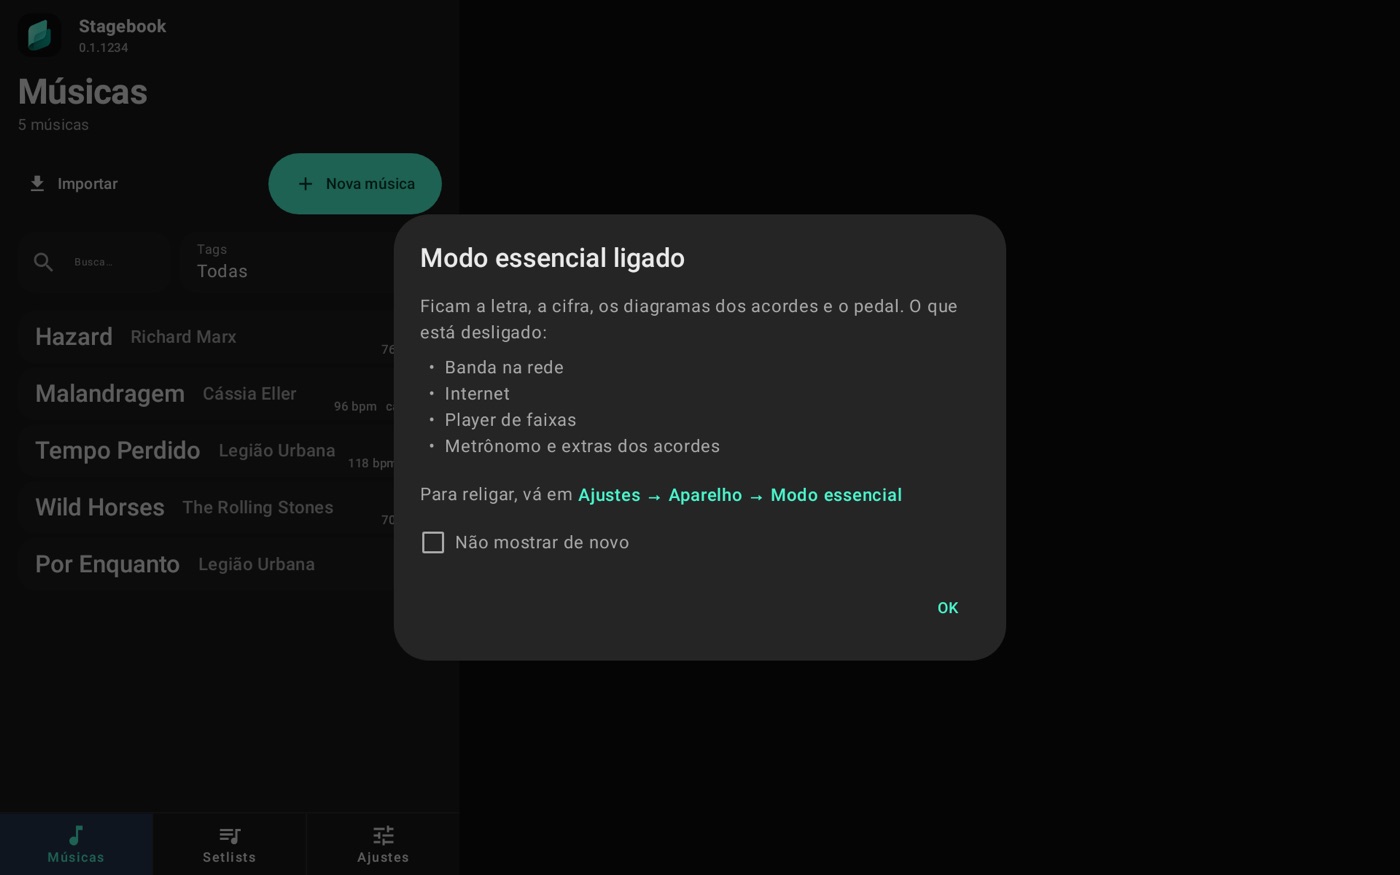 Stagebook
0.1.1234
Músicas
5 músicas
Importar
Nova música
Busca…
Tags
Todas
Hazard Richard Marx
76
Malandragem Cássia Eller
96 bpm
Tempo Perdido Legião Urbana
118 bpm
Wild Horses The Rolling Stones
70
Por Enquanto Legião Urbana
Modo essencial ligado
Ficam a letra, a cifra, os diagramas dos acordes e o pedal. O que
está desligado:
• Banda na rede
• Internet
• Player de faixas
• Metrônomo e extras dos acordes
Para religar, vá em Ajustes → Aparelho → Modo essencial
Não mostrar de novo
OK
Músicas
Setlists
Ajustes